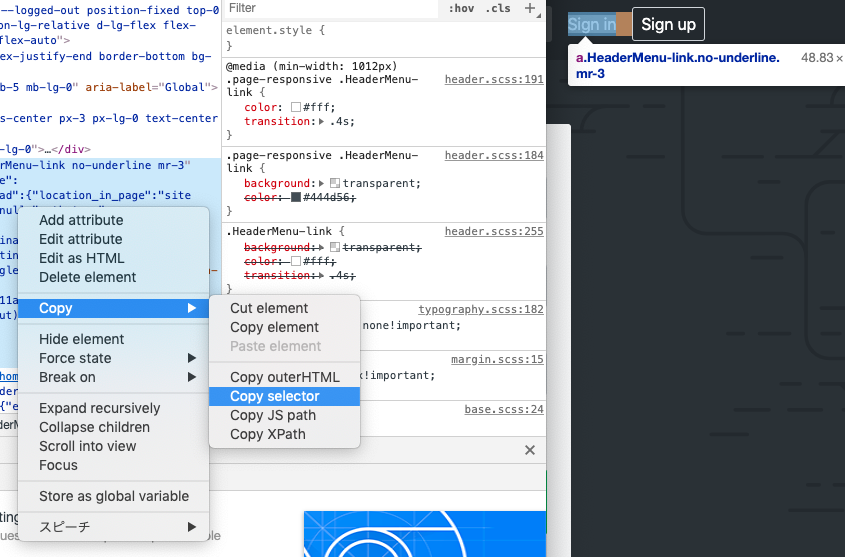 --logged-out position-fixed top-0
on-lg-relative d-lg-flex flex-
flex-auto">
ex-justify-end border-bottom bg-
b-5 mb-lg-0" aria-label="Global">
s-center px-3 px-lg-0 text-center
-lg-0">…</div>
rMenu-link no-underline mr-3"
e":
ad":{"location_in_page":"site
null
Add attribute
Edit attribute
Edit as HTML
Delete element
Copy
Hide element
Force state
Break on
Expand recursively
Collapse children
Scroll into view
Focus
Store as global variable
スピーチ
Cut element
Copy element
Paste element
Copy outerHTML
Copy selector
Copy JS path
Copy XPath
Filter
:hov .cls +
element.style {
}
@media (min-width: 1012px)
.page-responsive .HeaderMenu-link { header.scss:191
color: #fff;
transition: .4s;
}
.page-responsive .HeaderMenu-link { header.scss:184
background: transparent;
color: #444d56;
}
.HeaderMenu-link { header.scss:255
background: transparent;
color: #fff;
transition: .4s;
}
typography.scss:182
none!important;
margin.scss:15
x!important;
base.scss:24
Sign in
Sign up
a.HeaderMenu-link.no-underline.mr-3 48.83 ×